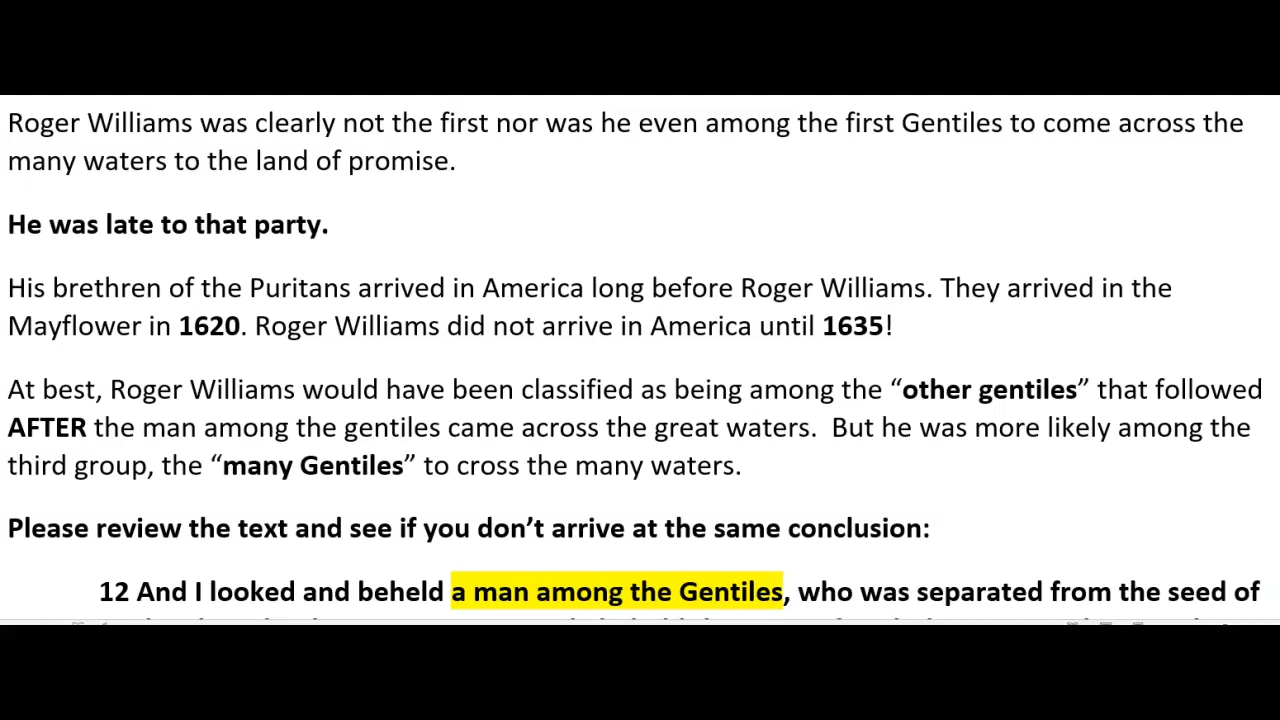 Roger Williams was clearly not the first nor was he even among the first Gentiles to come across the
many waters to the land of promise.
He was late to that party.
His brethren of the Puritans arrived in America long before Roger Williams. They arrived in the
Mayflower in 1620. Roger Williams did not arrive in America until 1635!
At best, Roger Williams would have been classified as being among the “other gentiles” that followed
AFTER the man among the gentiles came across the great waters.  But he was more likely among the
third group, the “many Gentiles” to cross the many waters.
Please review the text and see if you don’t arrive at the same conclusion:
12 And I looked and beheld a man among the Gentiles, who was separated from the seed of